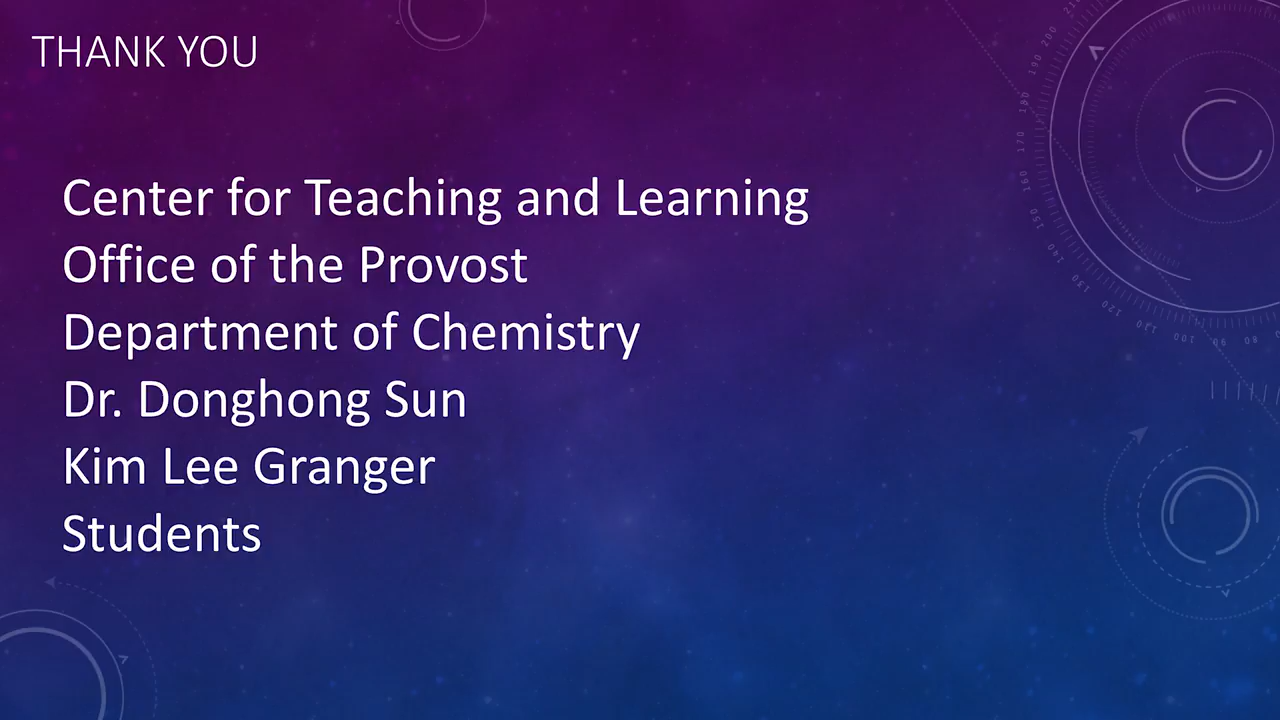 THANK YOU
Center for Teaching and Learning
Office of the Provost
Department of Chemistry
Dr. Donghong Sun
Kim Lee Granger
Students